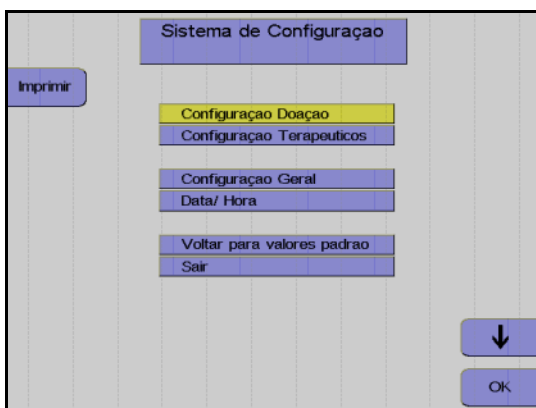 Sistema de Configuraçao
Imprimir
Configuraçao Doaçao
Configuraçao Terapeuticos
Configuraçao Geral
Data/ Hora
Voltar para valores padrao
Sair
OK